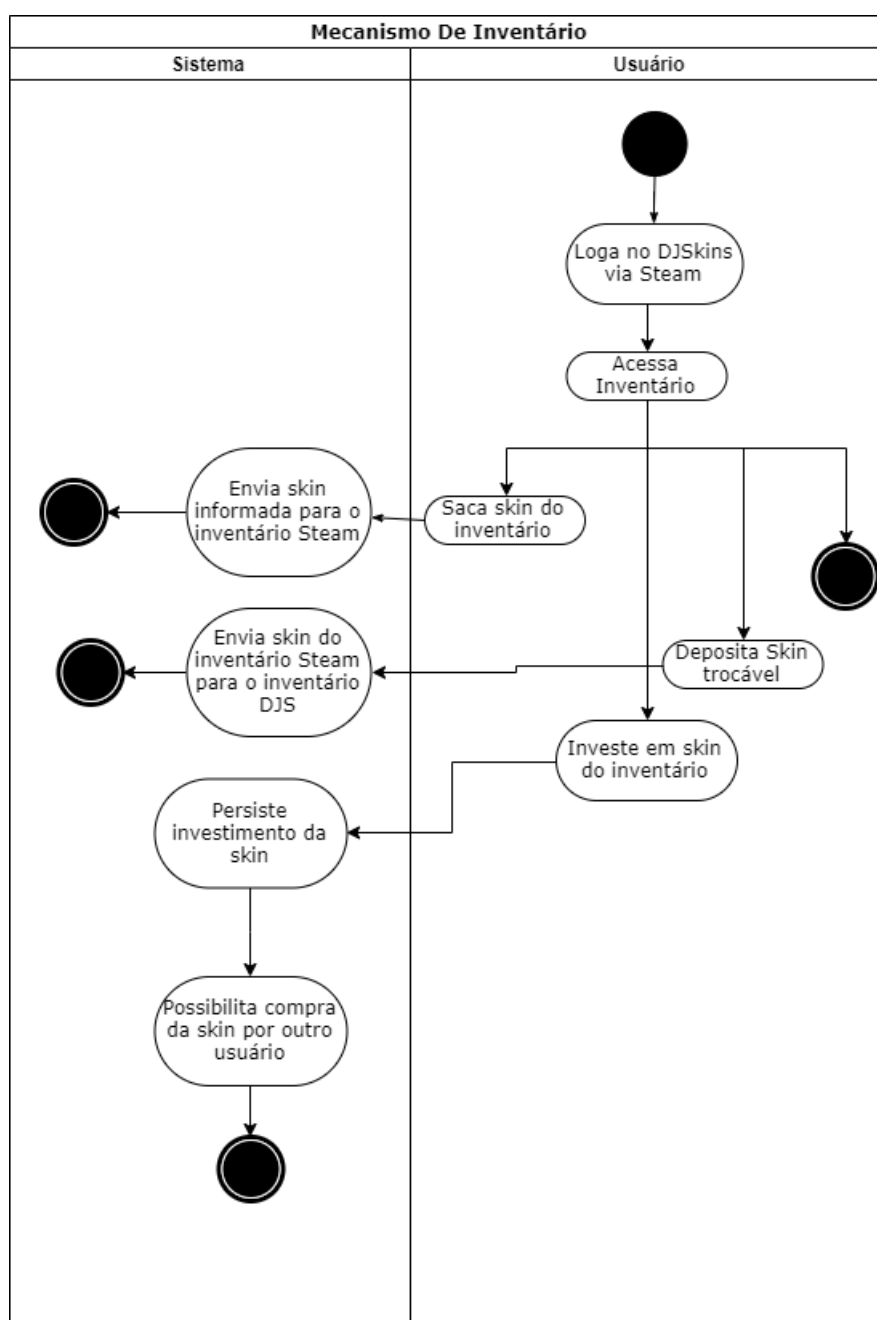 Mecanismo De Inventário
Sistema
Usuário
Loga no DJSkins
via Steam
Acessa
Inventário
Envia skin
informada para o
inventário Steam
Saca skin do
inventário
Envia skin do
inventário Steam
para o inventário
DJS
Deposita Skin
trocável
Investe em skin
do inventário
Persiste
investimento da
skin
Possibilita compra
da skin por outro
usuário